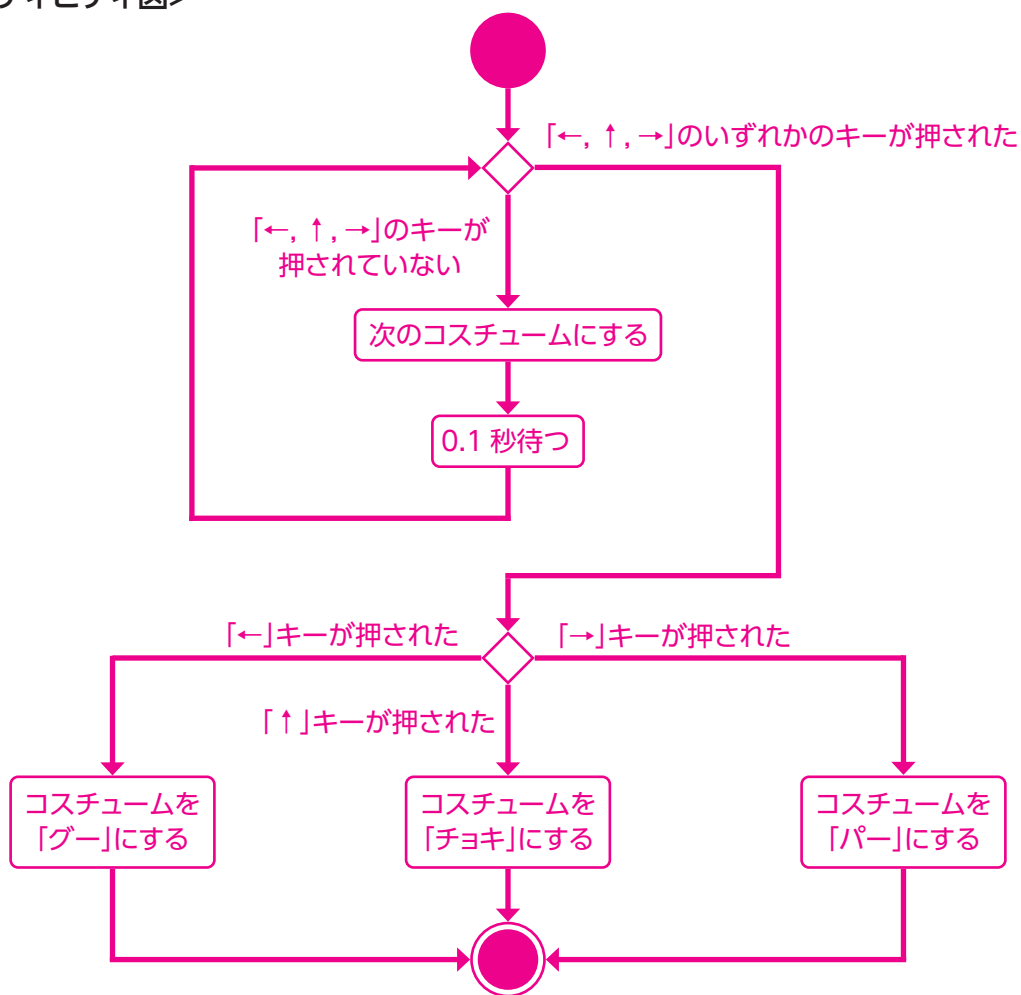 「←, ↑, →」のいずれかのキーが押された
「←, ↑, →」のキーが
押されていない
次のコスチュームにする
0.1 秒待つ
「←」キーが押された
「→」キーが押された
「↑」キーが押された
コスチュームを
「グー」にする
コスチュームを
「チョキ」にする
コスチュームを
「パー」にする